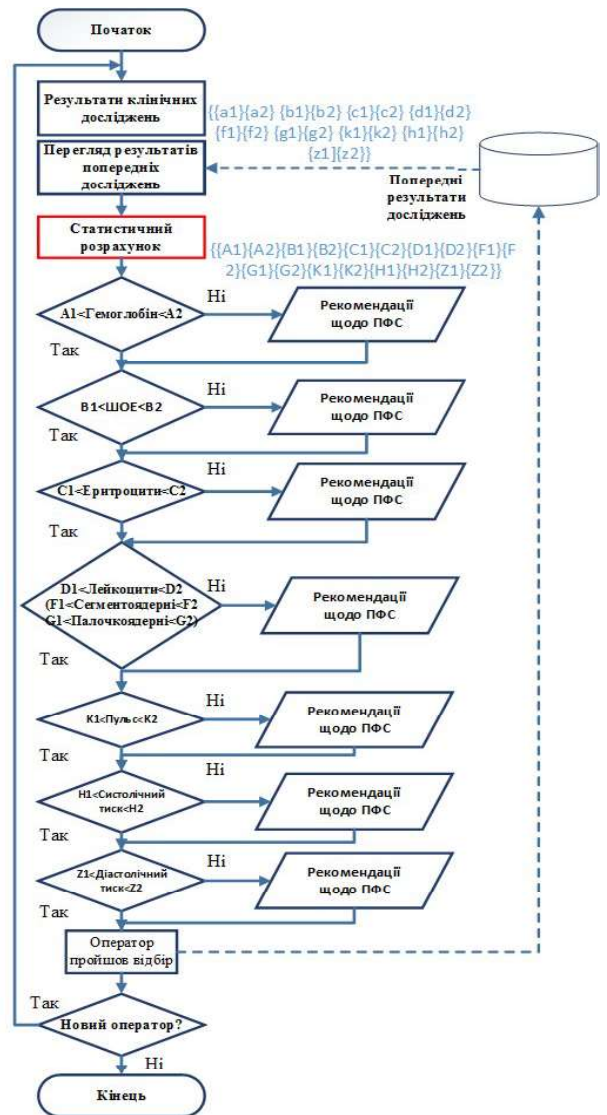 Початок
Результати клінічних
досліджень
{{a1}{a2} {b1}{b2} {c1}{c2} {d1}{d2}
{f1}{f2} {g1}{g2} {k1}{k2} {h1}{h2}
{z1]{z2}}
Перегляд результатів
попередніх
досліджень
Попередні
результати
досліджень
Статистичний
розрахунок
{{A1}{A2}{B1}{B2}{C1}{C2}{D1}{D2}{F1}{F
2}{G1}{G2}{K1}{K2}{H1}{H2}{Z1}{Z2}}
A1<Гемоглобін<A2
Ні
Рекомендації
щодо ПФС
Так
B1<ШОЕ<B2
Ні
Рекомендації
щодо ПФС
Так
C1<Еритроцити<C2
Ні
Рекомендації
щодо ПФС
Так
D1<Лейкоцити<D2
(F1<Сегментоядерні<F2
G1<Палочкоядерні<G2)
Ні
Рекомендації
щодо ПФС
Так
K1<Пульс<K2
Ні
Рекомендації
щодо ПФС
Так
H1<Систолічний
тиск<H2
Ні
Рекомендації
щодо ПФС
Так
Z1<Діастолічний
тиск<Z2
Ні
Рекомендації
щодо ПФС
Так
Оператор
пройшов відбір
Так
Новий оператор?
Ні
Кінець